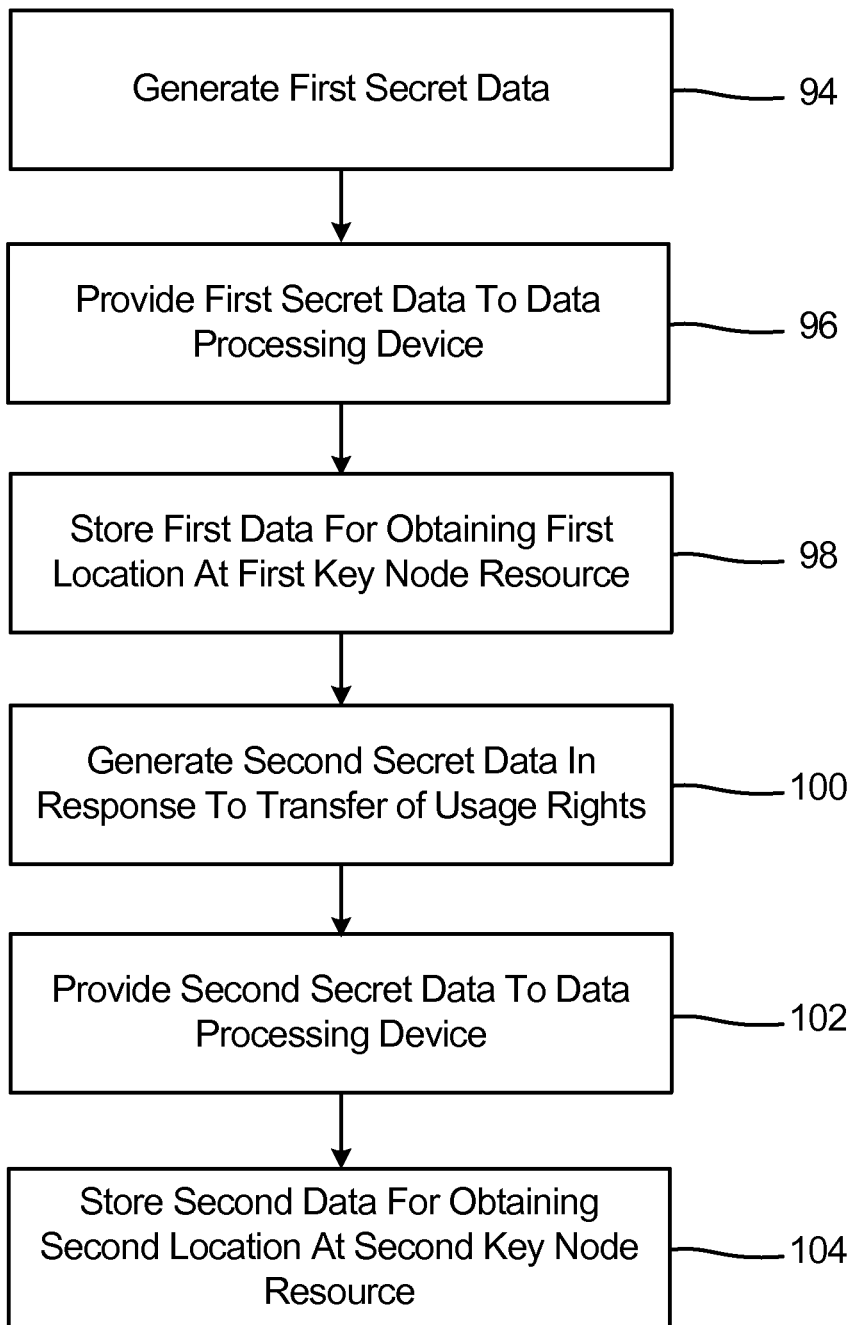 Generate First Secret Data
94
Provide First Secret Data To Data
Processing Device
96
Store First Data For Obtaining First
Location At First Key Node Resource
98
Generate Second Secret Data In
Response To Transfer of Usage Rights
100
Provide Second Secret Data To Data
Processing Device
102
Store Second Data For Obtaining
Second Location At Second Key Node
Resource
104